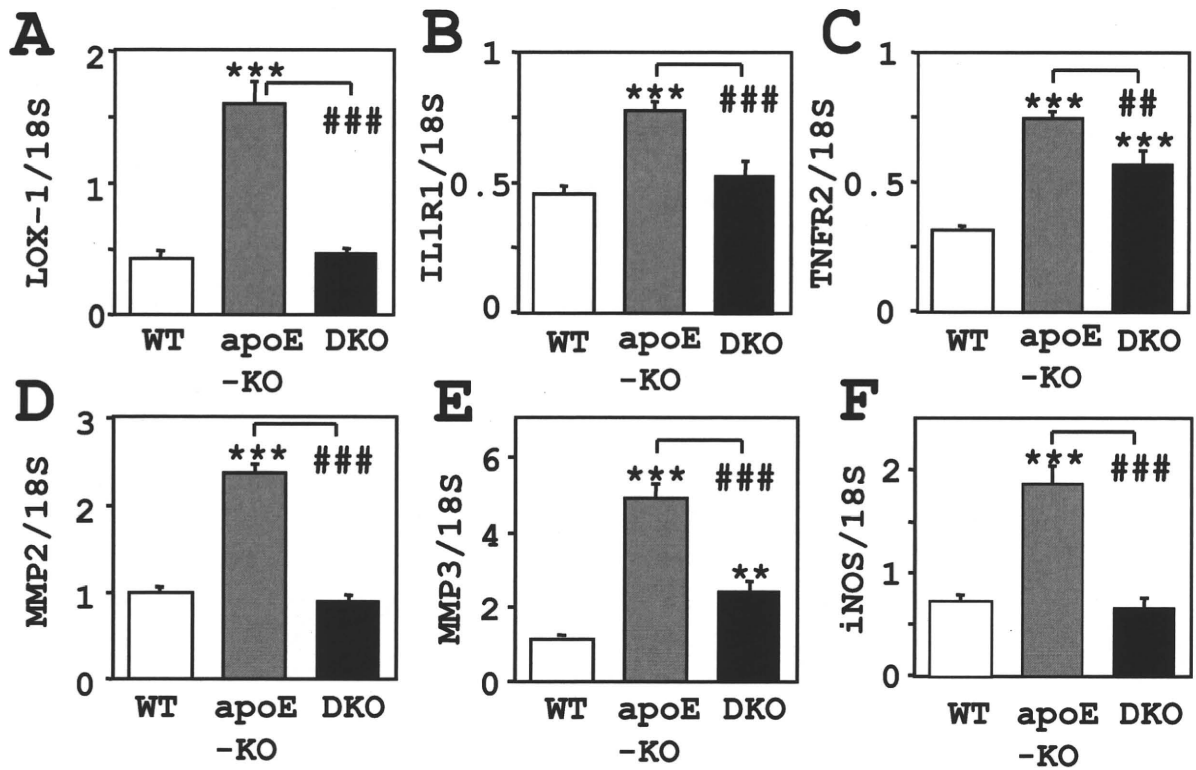 A
LOX-1/18S
2
1
0
***
###
WT
apoE
-KO
DKO
B
IL1R1/18S
1
0.5
0
***
###
WT
apoE
-KO
DKO
C
TNFR2/18S
1
0.5
0
***
##
***
WT
apoE
-KO
DKO
D
MMP2/18S
3
2
1
0
***
###
WT
apoE
-KO
DKO
E
MMP3/18S
6
4
2
0
***
###
**
WT
apoE
-KO
DKO
F
iNOS/18S
2
1
0
***
###
WT
apoE
-KO
DKO